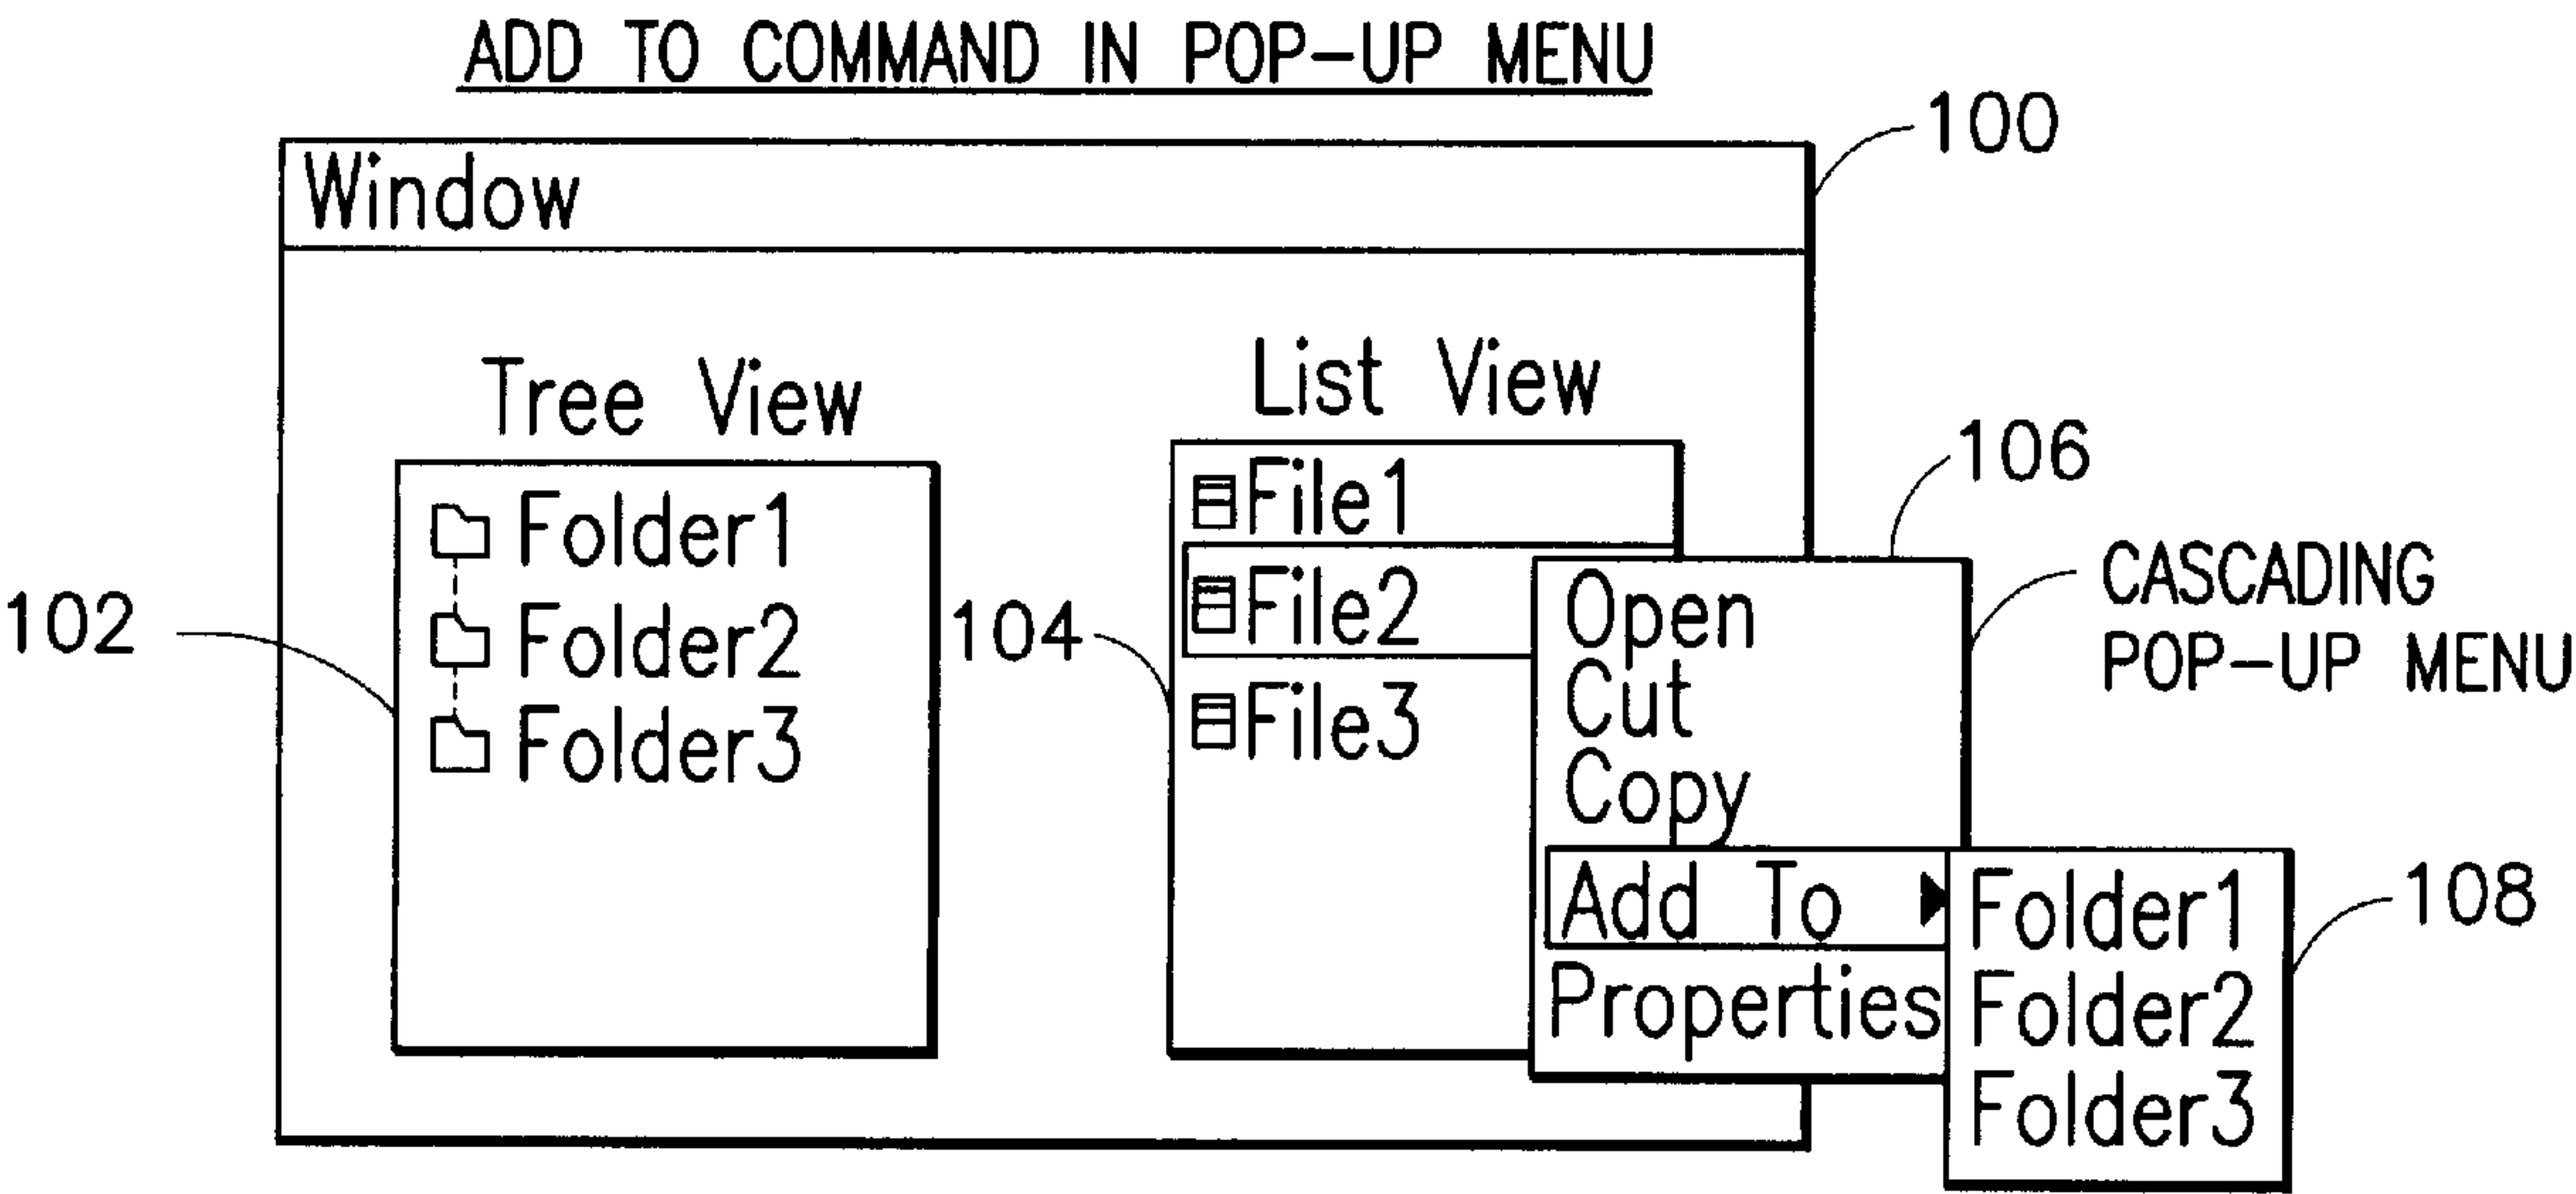 ADD TO COMMAND IN POP-UP MENU
100
Window
Tree View
List View
102
Folder1
Folder2
Folder3
104
File1
File2
File3
106
CASCADING
POP-UP MENU
Open
Cut
Copy
Add To
Properties
Folder1
Folder2
Folder3
108